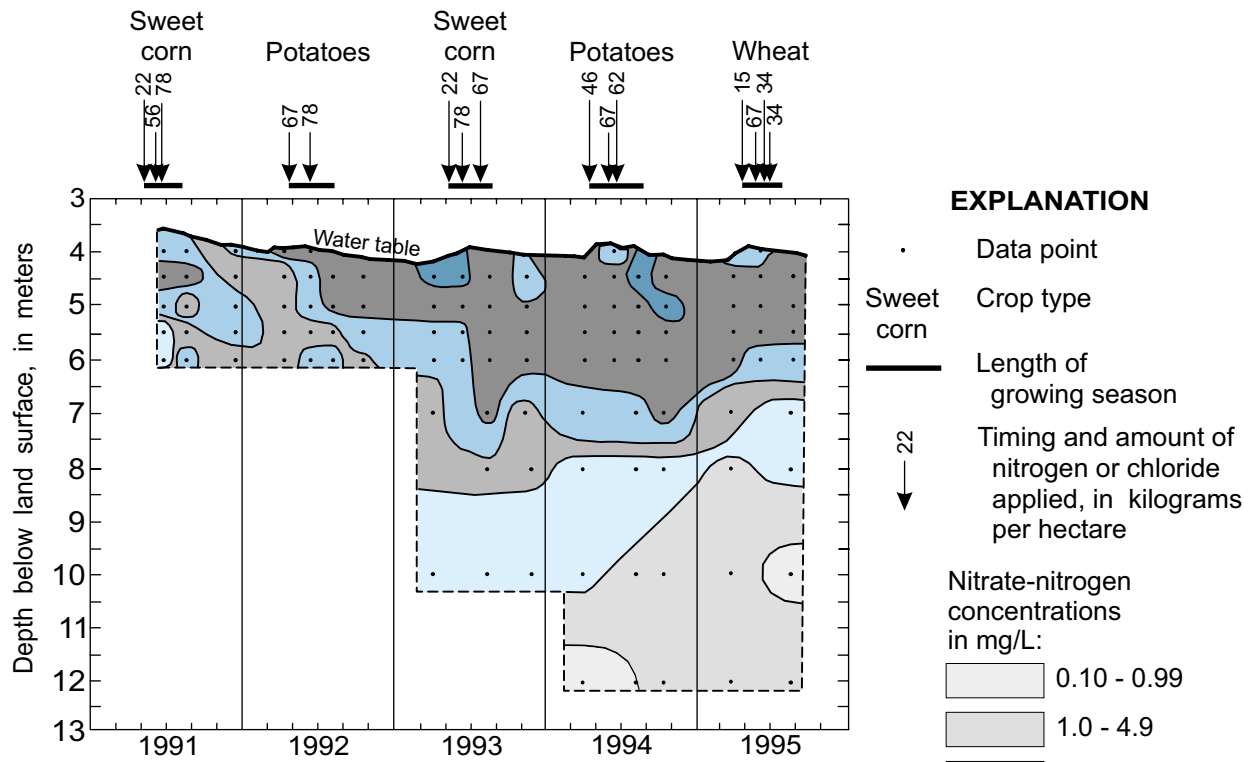 Sweet corn
Potatoes
Sweet corn
Potatoes
Wheat
22
56
78
67
78
22
78
67
46
67
62
15
67
34
34
3
4
5
6
7
8
9
10
11
12
13
Depth below land surface, in meters
Water table
1991
1992
1993
1994
1995
EXPLANATION
Data point
Sweet
corn
Crop type
Length of
growing season
22
Timing and amount of
nitrogen or chloride
applied, in kilograms
per hectare
Nitrate-nitrogen
concentrations
in mg/L:
0.10 - 0.99
1.0 - 4.9